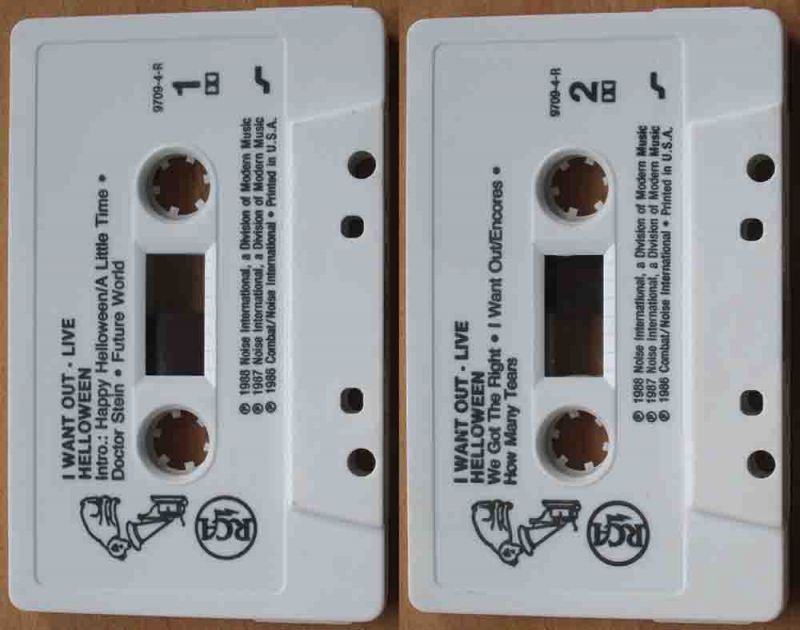 I WANT OUT - LIVE
HELLOWEEN
Intro.: Happy Helloween/A Little Time •
Doctor Stein • Future World
9709-4-R
1
℗ 1988 Noise International, a Division of Modern Music
℗ 1987 Noise International, a Division of Modern Music
℗ 1986 Combat/Noise International • Printed in U.S.A.
RCA
I WANT OUT - LIVE
HELLOWEEN
We Got The Right • I Want Out/Encores •
How Many Tears
9709-4-R
2
℗ 1988 Noise International, a Division of Modern Music
℗ 1987 Noise International, a Division of Modern Music
℗ 1986 Combat/Noise International • Printed in U.S.A.
RCA